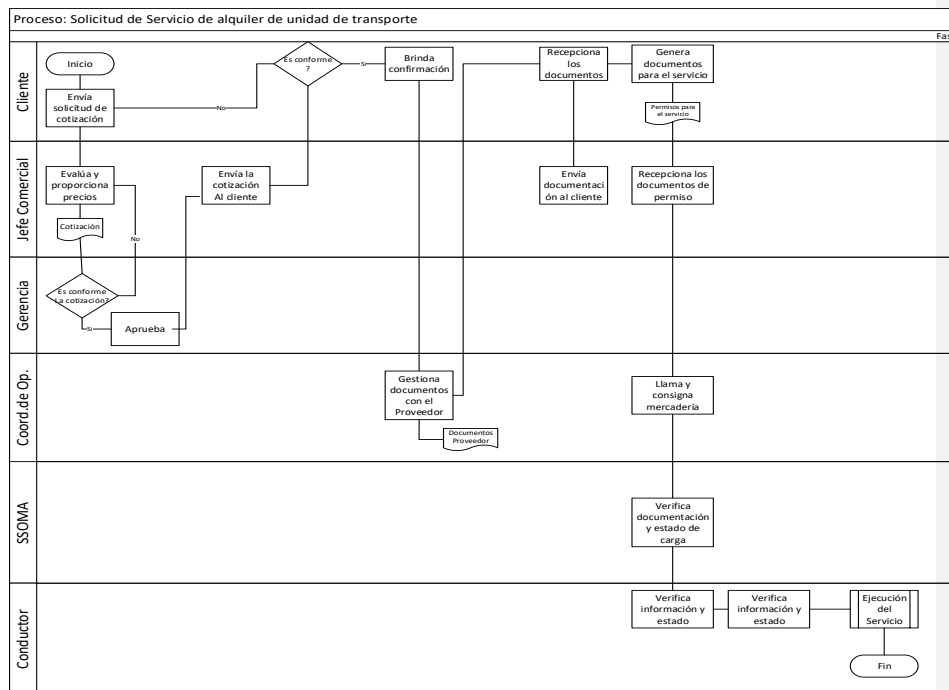 Proceso: Solicitud de Servicio de alquiler de unidad de transporte
Fas
Cliente
Inicio
Envía
solicitud de
cotización
No
Es conforme
?
Si
Brinda
confirmación
Recepciona
los
documentos
Genera
documentos
para el servicio
Permisos para
el servicio
Jefe Comercial
Evalúa y
proporciona
precios
Cotización
No
Envía la
cotización
Al cliente
Envía
documentaci
ón al cliente
Recepciona los
documentos de
permiso
Gerencia
Es conforme
La cotización?
Si
Aprueba
Coord.de Op.
Gestiona
documentos
con el
Proveedor
Documentos
Proveedor
Llama y
consigna
mercadería
SSOMA
Verifica
documentación
y estado de
carga
Conductor
Verifica
información y
estado
Verifica
información y
estado
Ejecución
del
Servicio
Fin